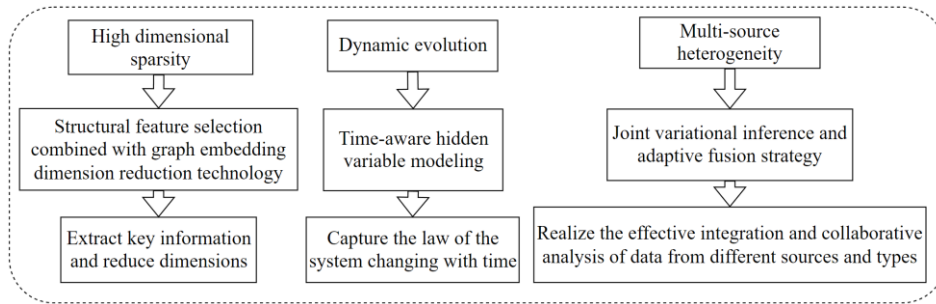 High dimensional
sparsity
Structural feature selection
combined with graph embedding
dimension reduction technology
Extract key information
and reduce dimensions
Dynamic evolution
Time-aware hidden
variable modeling
Capture the law of the
system changing with time
Multi-source
heterogeneity
Joint variational inference and
adaptive fusion strategy
Realize the effective integration and collaborative
analysis of data from different sources and types